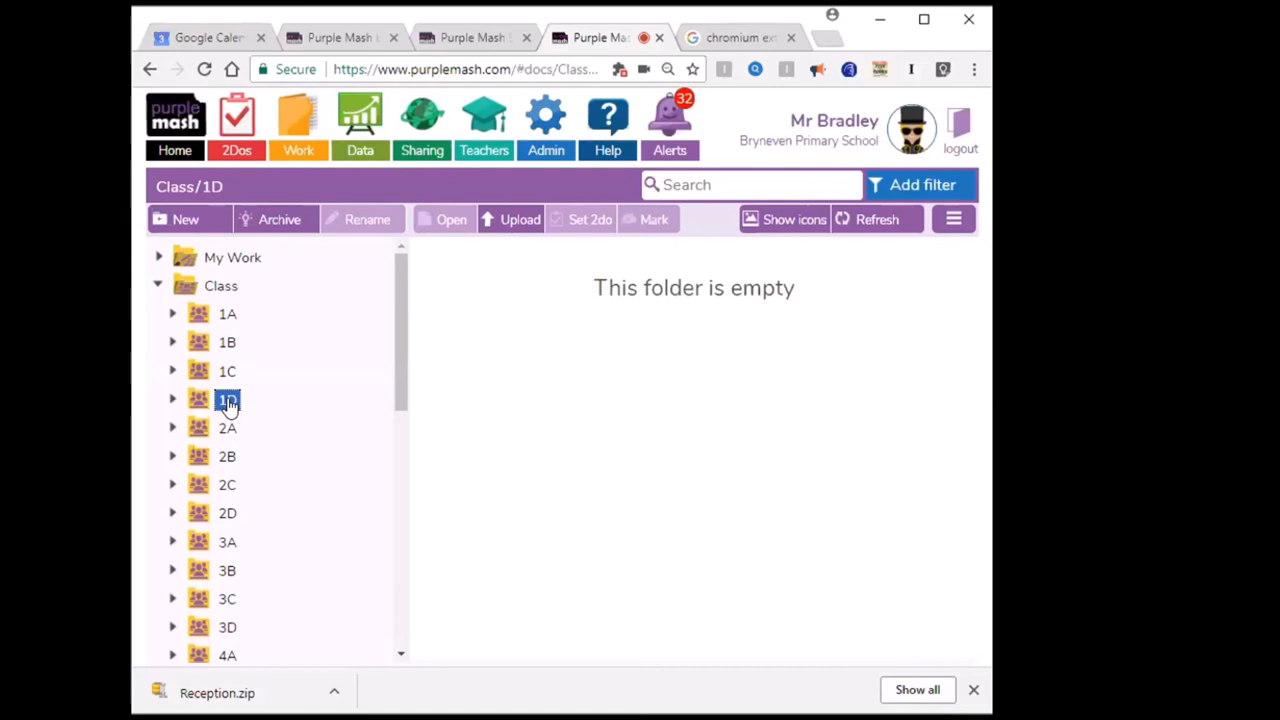 Google Caler
Purple Mash
Purple Mash
Purple Ma
chromium ext
Secure
https://www.purplemash.com/#docs/Class...
purple
mash
Home
2Dos
Work
Data
Sharing
Teachers
Admin
Help
32
Alerts
Mr Bradley
Bryneven Primary School
logout
Class/1D
Search
Add filter
New
Archive
Rename
Open
Upload
Set 2do
Mark
Show icons
Refresh
My Work
Class
1A
1B
1C
1D
2A
2B
2C
2D
3A
3B
3C
3D
4A
This folder is empty
Reception.zip
Show all